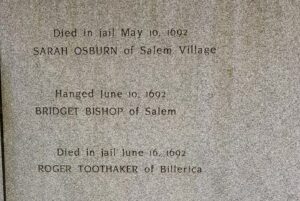 Died in jail May 10, 1692
SARAH OSBURN of Salem Village
Hanged June 10, 1692
BRIDGET BISHOP of Salem
Died in jail June 16, 1692
ROGER TOOTHAKER of Billerica